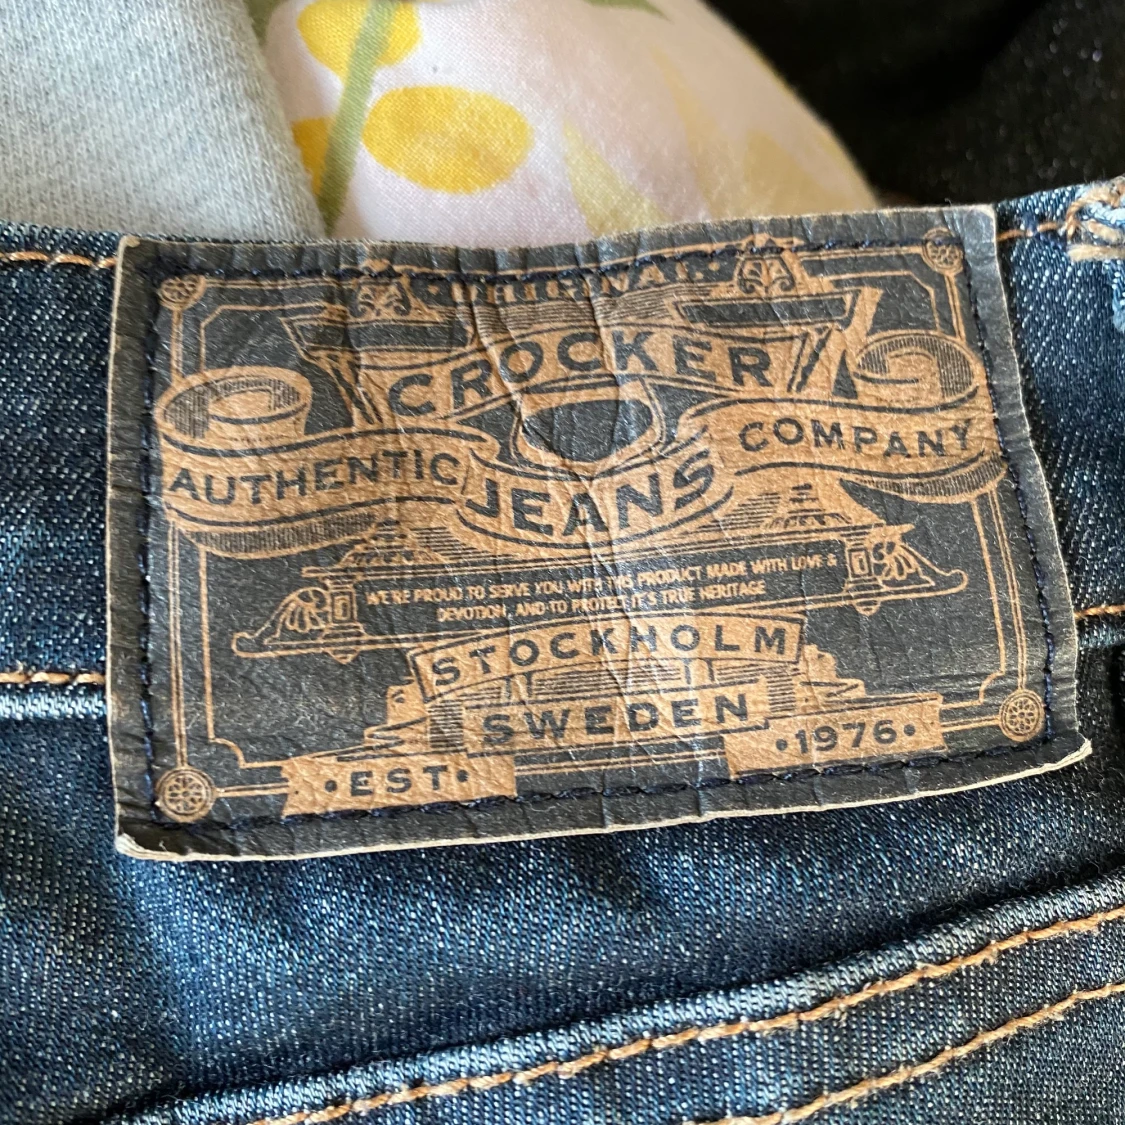 CROCKER
AUTHENTIC JEANS COMPANY
WE'RE PROUD TO SERVE YOU WITH THIS PRODUCT MADE WITH LOVE &
DEVOTION, AND TO PROTECT IT'S TRUE HERITAGE
STOCKHOLM
SWEDEN
•EST• •1976•